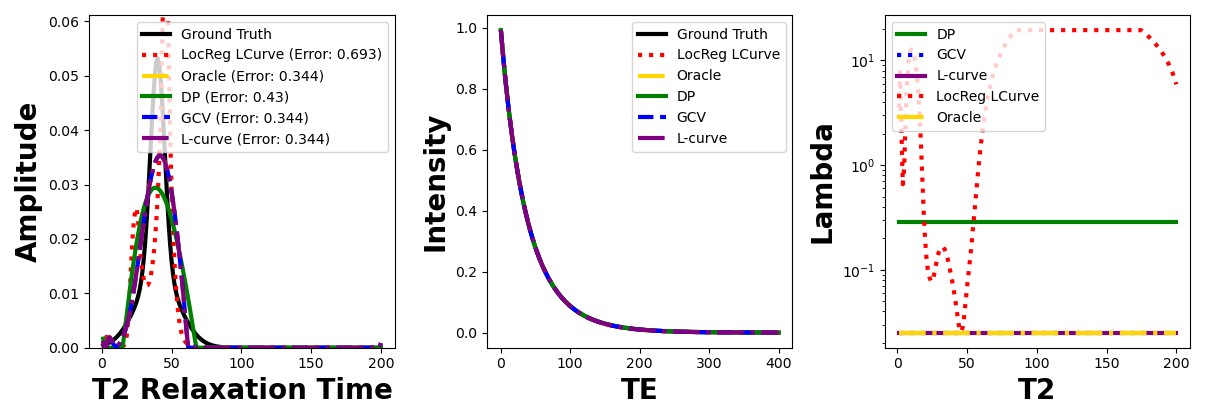 Amplitude
0.06
0.05
0.04
0.03
0.02
0.01
0.00
0 50 100 150 200
T2 Relaxation Time
Ground Truth
LocReg LCurve (Error: 0.693)
Oracle (Error: 0.344)
DP (Error: 0.43)
GCV (Error: 0.344)
L-curve (Error: 0.344)
Intensity
1.0
0.8
0.6
0.4
0.2
0.0
0 100 200 300 400
TE
Ground Truth
LocReg LCurve
Oracle
DP
GCV
L-curve
Lambda
10¹
10⁰
10⁻¹
0 50 100 150 200
T2
DP
GCV
L-curve
LocReg LCurve
Oracle